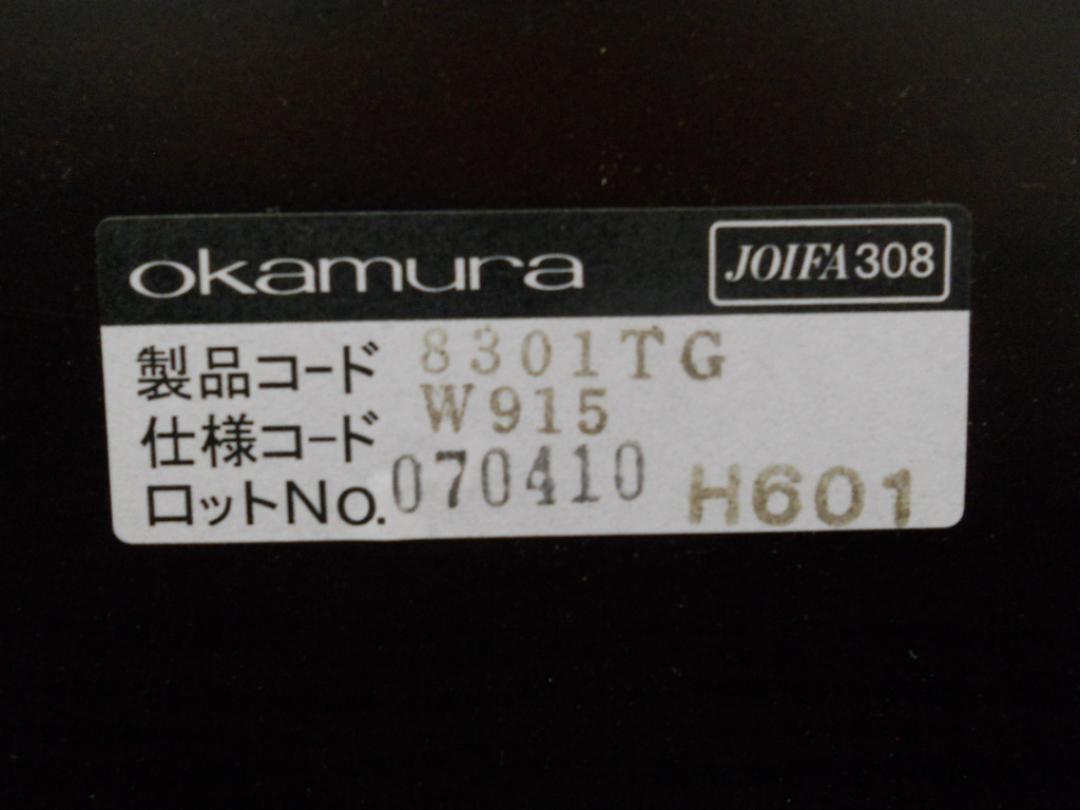 okamura JOIFA308
製品コード 8301TG
仕様コード W915
ロットNo. 070410 H601